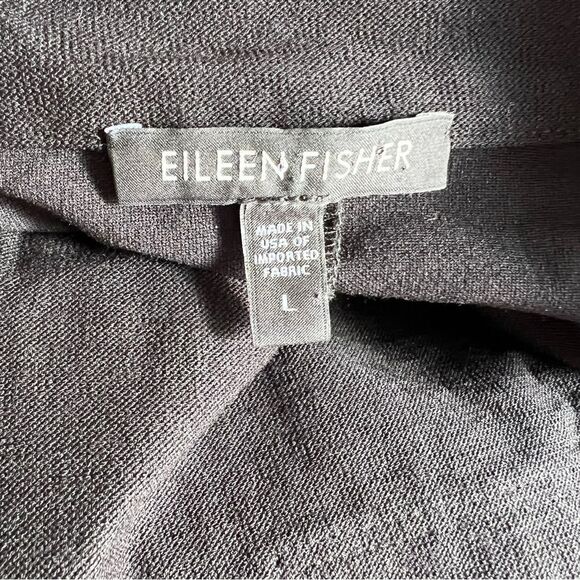 EILEEN FISHER
MADE IN
USA OF
IMPORTED
FABRIC
L